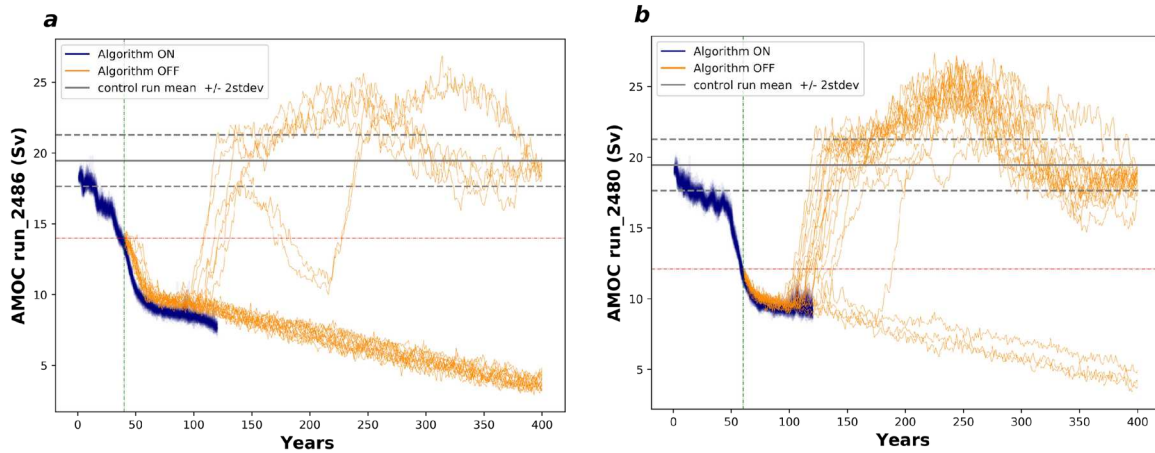 a
Algorithm ON
Algorithm OFF
control run mean +/- 2stdev
AMOC run_2486 (Sv)
25
20
15
10
5
0 50 100 150 200 250 300 350 400
Years
b
Algorithm ON
Algorithm OFF
control run mean +/- 2stdev
AMOC run_2480 (Sv)
25
20
15
10
5
0 50 100 150 200 250 300 350 400
Years